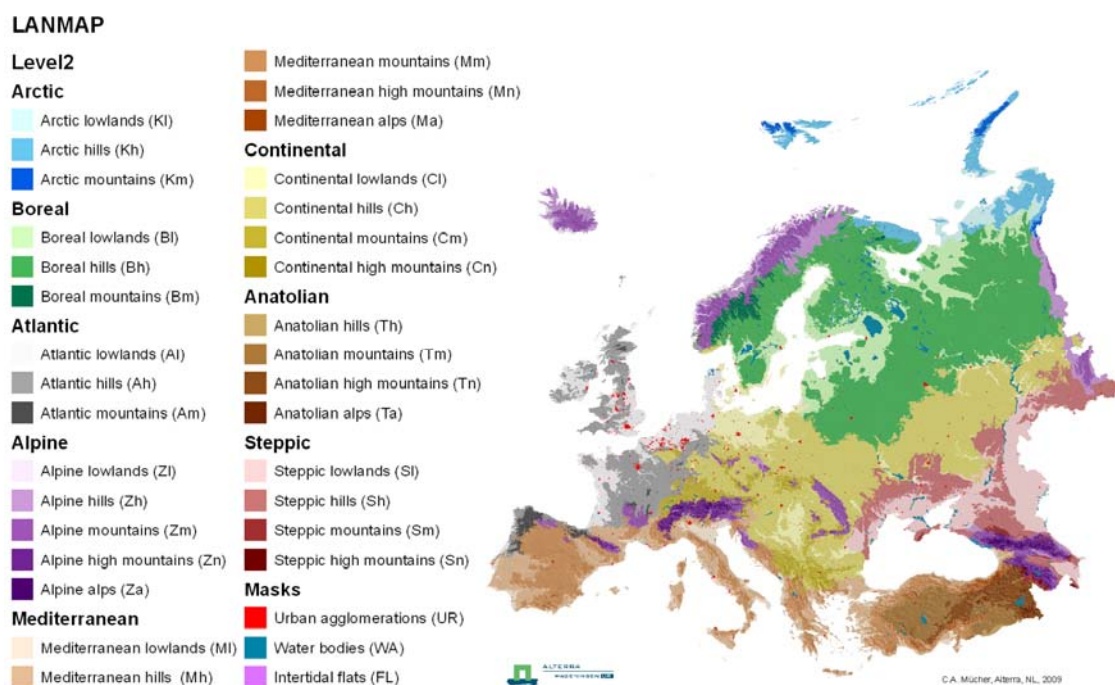 LANMAP
Level2
Arctic
Arctic lowlands (Kl)
Arctic hills (Kh)
Arctic mountains (Km)
Boreal
Boreal lowlands (Bl)
Boreal hills (Bh)
Boreal mountains (Bm)
Atlantic
Atlantic lowlands (Al)
Atlantic hills (Ah)
Atlantic mountains (Am)
Alpine
Alpine lowlands (Zl)
Alpine hills (Zh)
Alpine mountains (Zm)
Alpine high mountains (Zn)
Alpine alps (Za)
Mediterranean
Mediterranean lowlands (Ml)
Mediterranean hills (Mh)
Mediterranean mountains (Mm)
Mediterranean high mountains (Mn)
Mediterranean alps (Ma)
Continental
Continental lowlands (Cl)
Continental hills (Ch)
Continental mountains (Cm)
Continental high mountains (Cn)
Anatolian
Anatolian hills (Th)
Anatolian mountains (Tm)
Anatolian high mountains (Tn)
Anatolian alps (Ta)
Steppic
Steppic lowlands (Sl)
Steppic hills (Sh)
Steppic mountains (Sm)
Steppic high mountains (Sn)
Masks
Urban agglomerations (UR)
Water bodies (WA)
Intertidal flats (FL)
ALTERRA
WAGENINGEN UR
C.A. Mücher, Alterra, NL, 2009